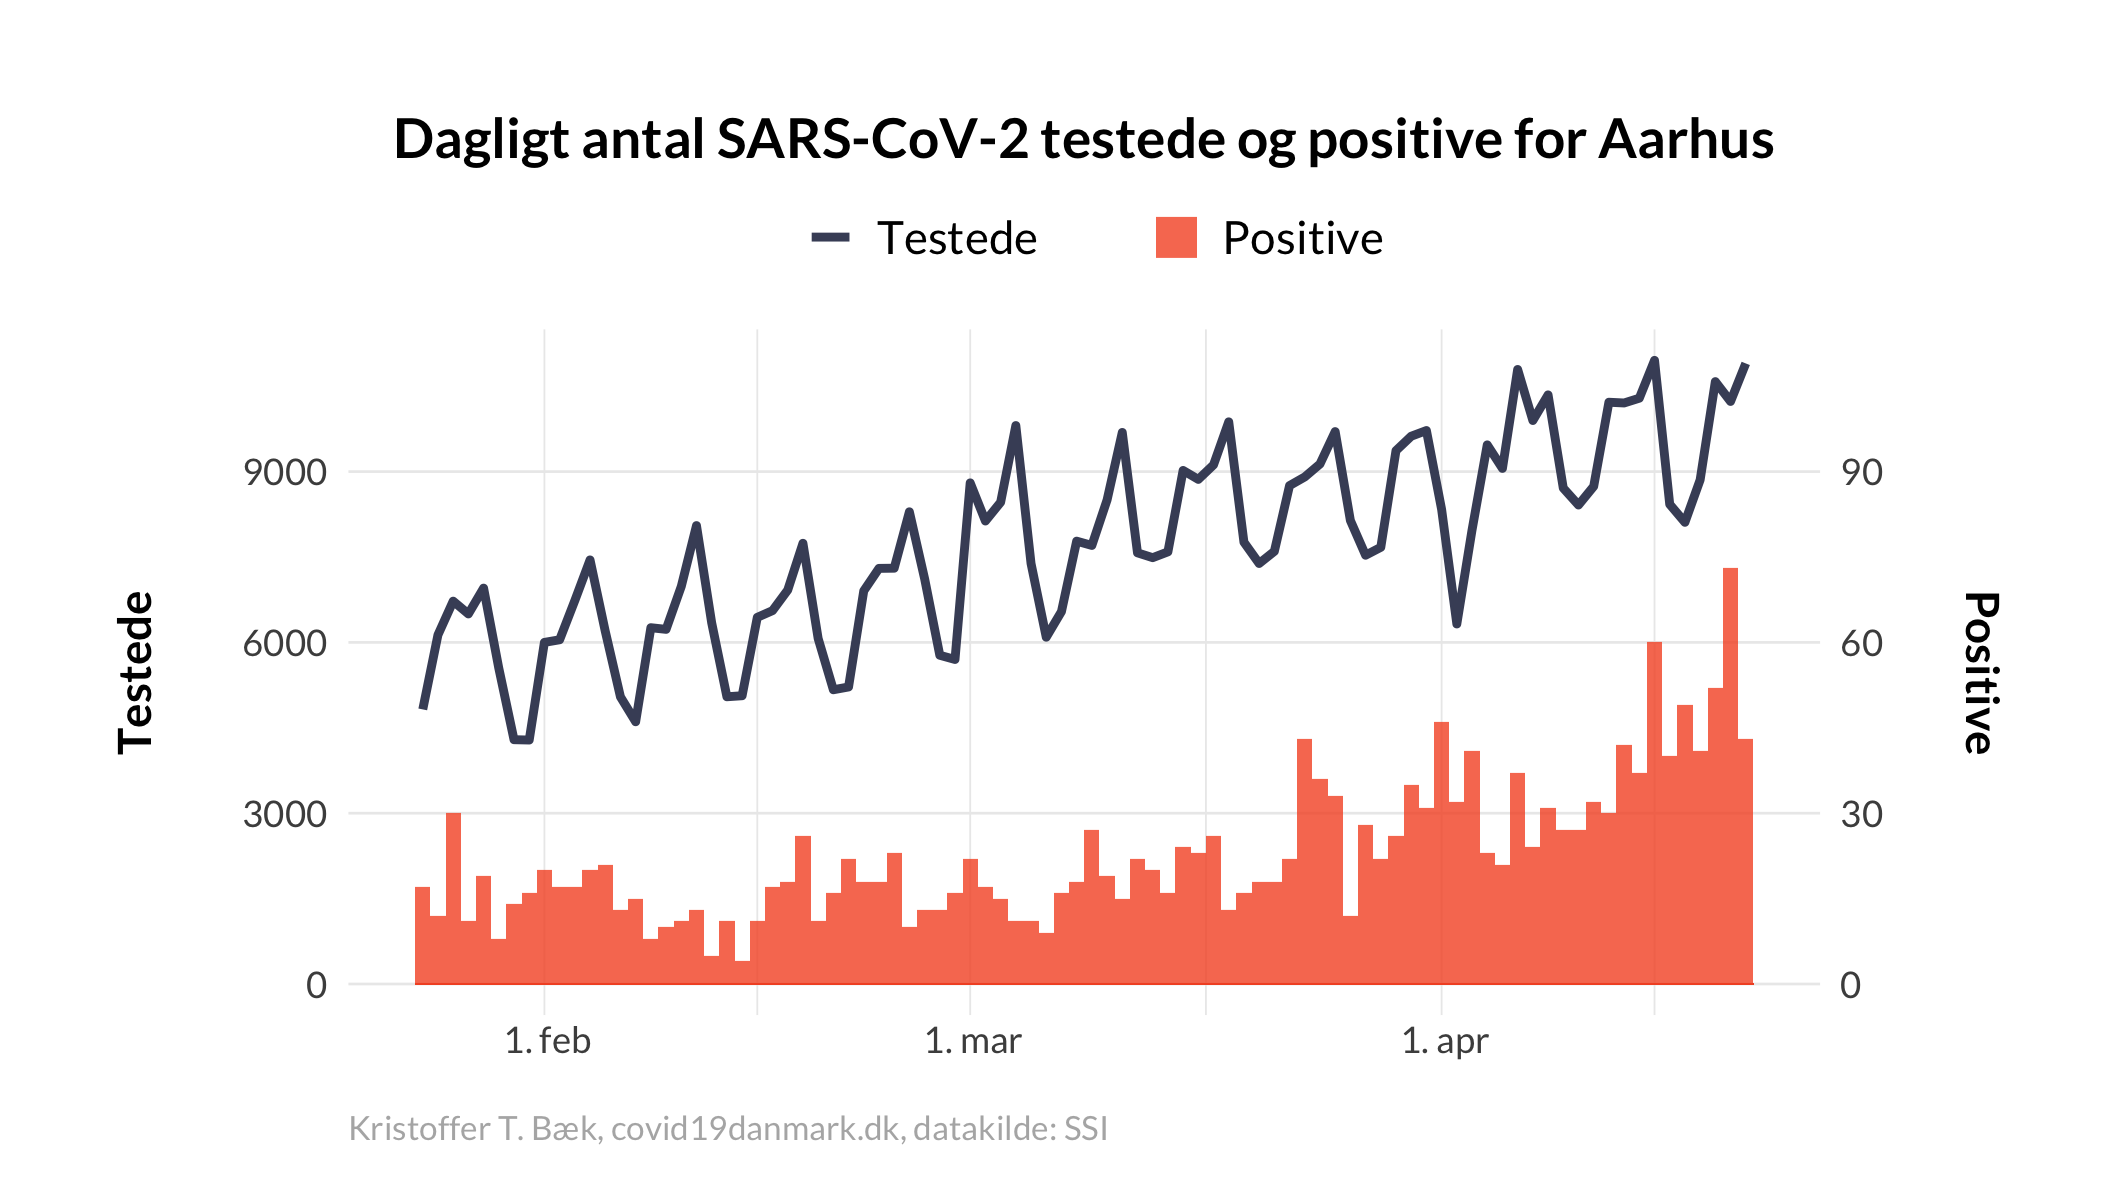 Dagligt antal SARS-CoV-2 testede og positive for Aarhus
Testede Positive
9000 90
6000 60
3000 30
0 0
Testede
Positive
1. feb 1. mar 1. apr
Kristoffer T. Bæk, covid19danmark.dk, datakilde: SSI